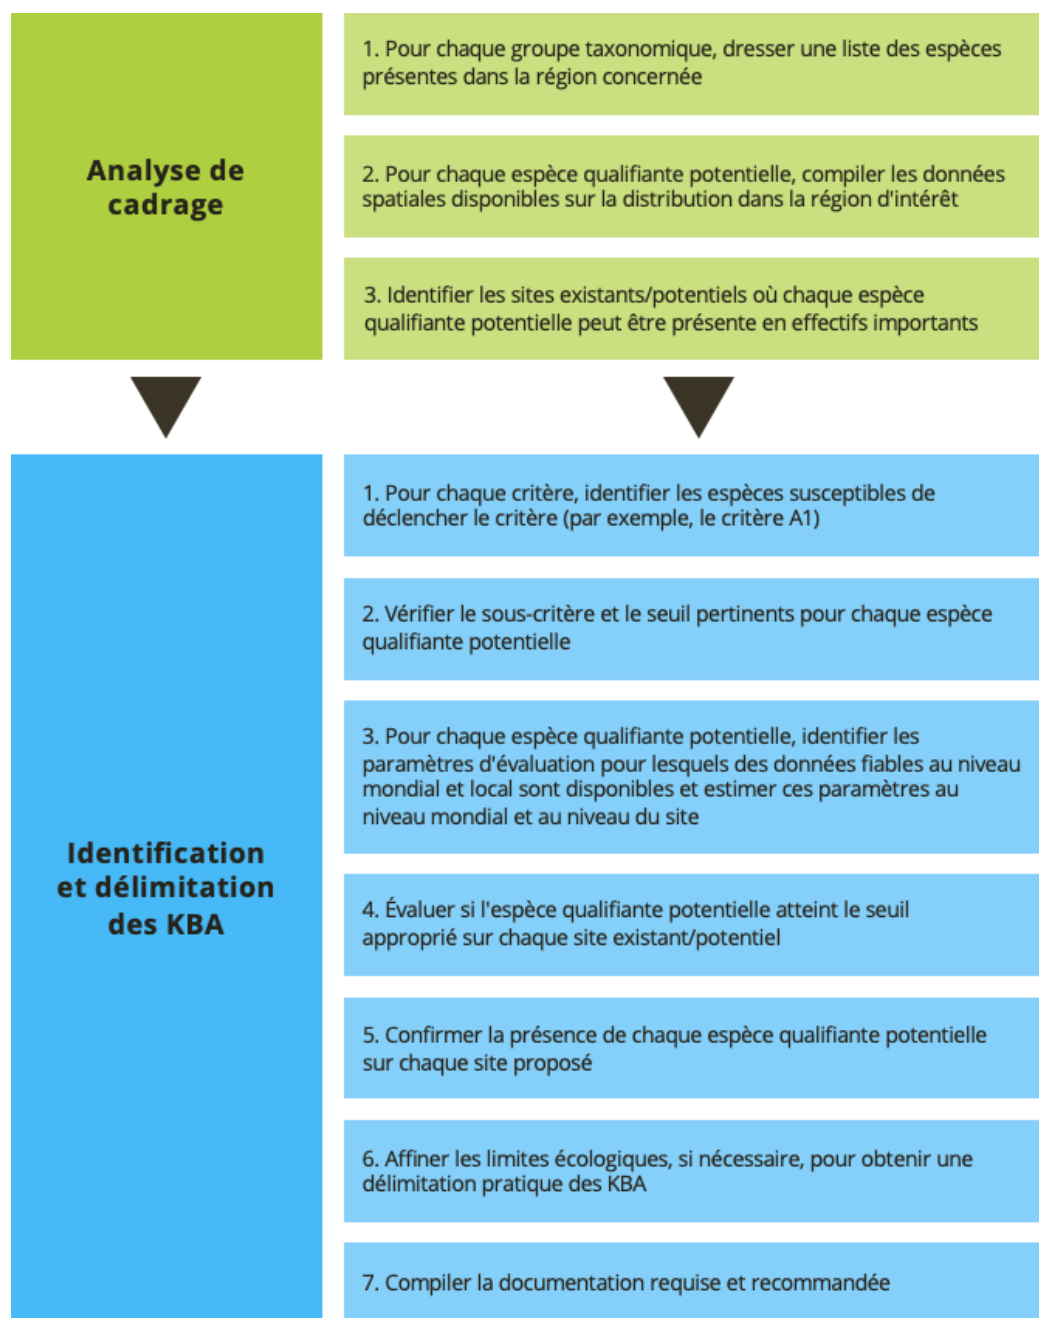 Analyse de
cadrage
1. Pour chaque groupe taxonomique, dresser une liste des espèces
présentes dans la région concernée
2. Pour chaque espèce qualifiante potentielle, compiler les données
spatiales disponibles sur la distribution dans la région d'intérêt
3. Identifier les sites existants/potentiels où chaque espèce
qualifiante potentielle peut être présente en effectifs importants
Identification
et délimitation
des KBA
1. Pour chaque critère, identifier les espèces susceptibles de
déclencher le critère (par exemple, le critère A1)
2. Vérifier le sous-critère et le seuil pertinents pour chaque espèce
qualifiante potentielle
3. Pour chaque espèce qualifiante potentielle, identifier les
paramètres d'évaluation pour lesquels des données fiables au niveau
mondial et local sont disponibles et estimer ces paramètres au
niveau mondial et au niveau du site
4. Évaluer si l'espèce qualifiante potentielle atteint le seuil
approprié sur chaque site existant/potentiel
5. Confirmer la présence de chaque espèce qualifiante potentielle
sur chaque site proposé
6. Affiner les limites écologiques, si nécessaire, pour obtenir une
délimitation pratique des KBA
7. Compiler la documentation requise et recommandée